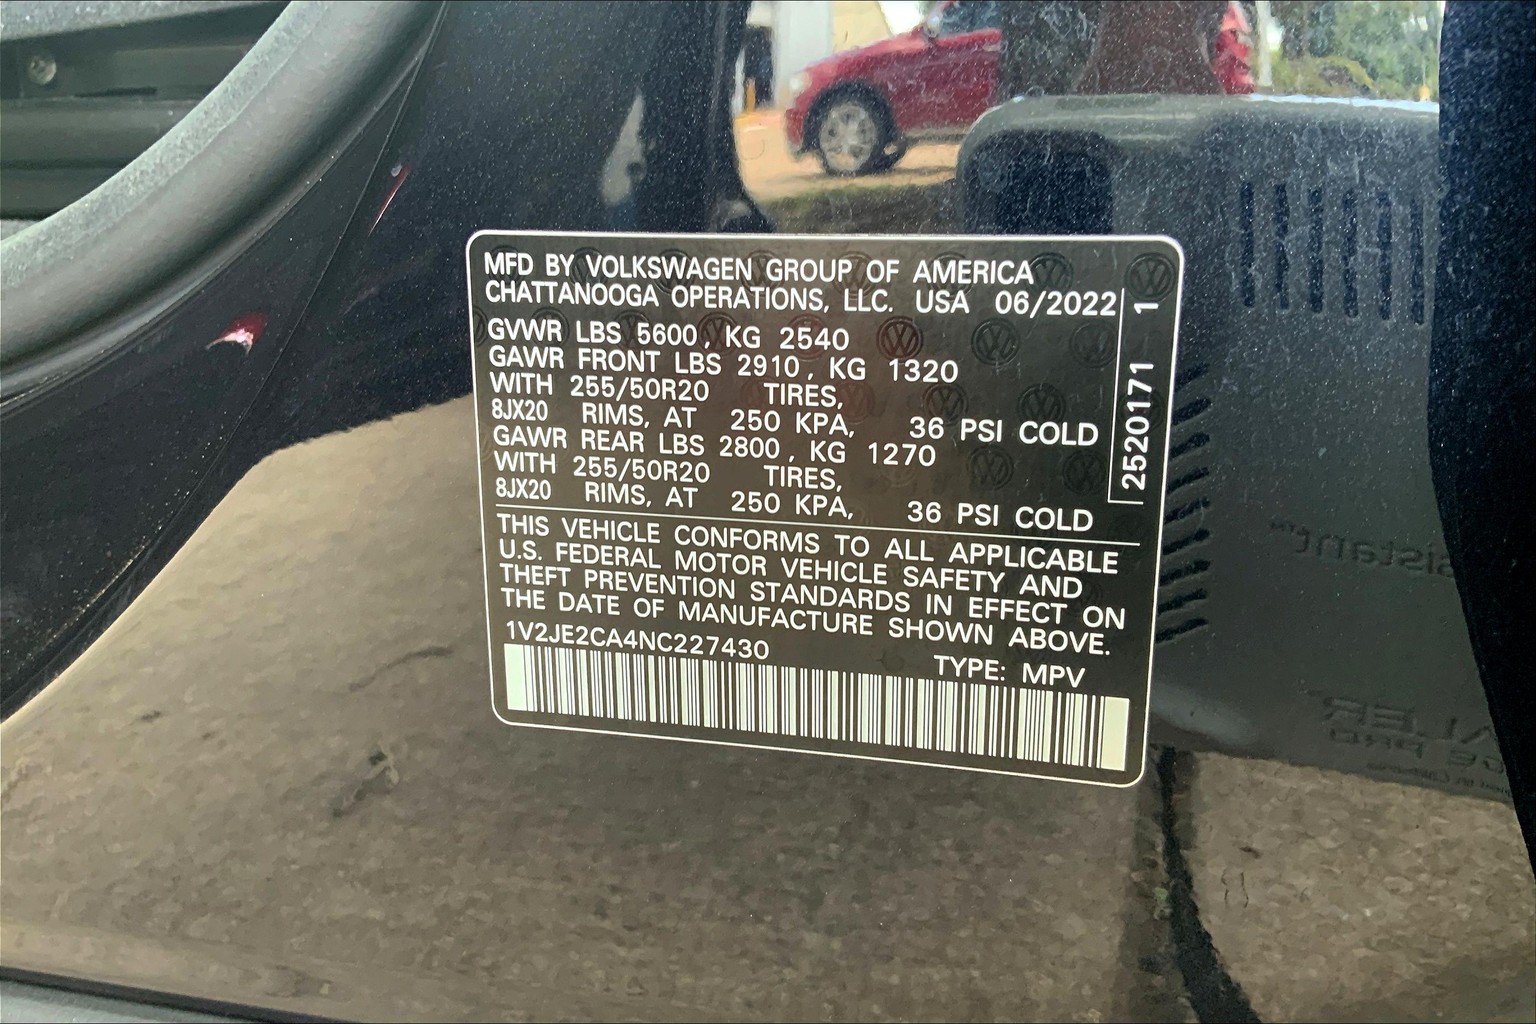 MFD BY VOLKSWAGEN GROUP OF AMERICA
CHATTANOOGA OPERATIONS, LLC. USA 06/2022
GVWR LBS 5600, KG 2540
GAWR FRONT LBS 2910, KG 1320
WITH 255/50R20 TIRES,
8JX20 RIMS, AT 250 KPA, 36 PSI COLD
GAWR REAR LBS 2800, KG 1270
WITH 255/50R20 TIRES,
8JX20 RIMS, AT 250 KPA, 36 PSI COLD
2520171 1
THIS VEHICLE CONFORMS TO ALL APPLICABLE
U.S. FEDERAL MOTOR VEHICLE SAFETY AND
THEFT PREVENTION STANDARDS IN EFFECT ON
THE DATE OF MANUFACTURE SHOWN ABOVE.
1V2JE2CA4NC227430
TYPE: MPV